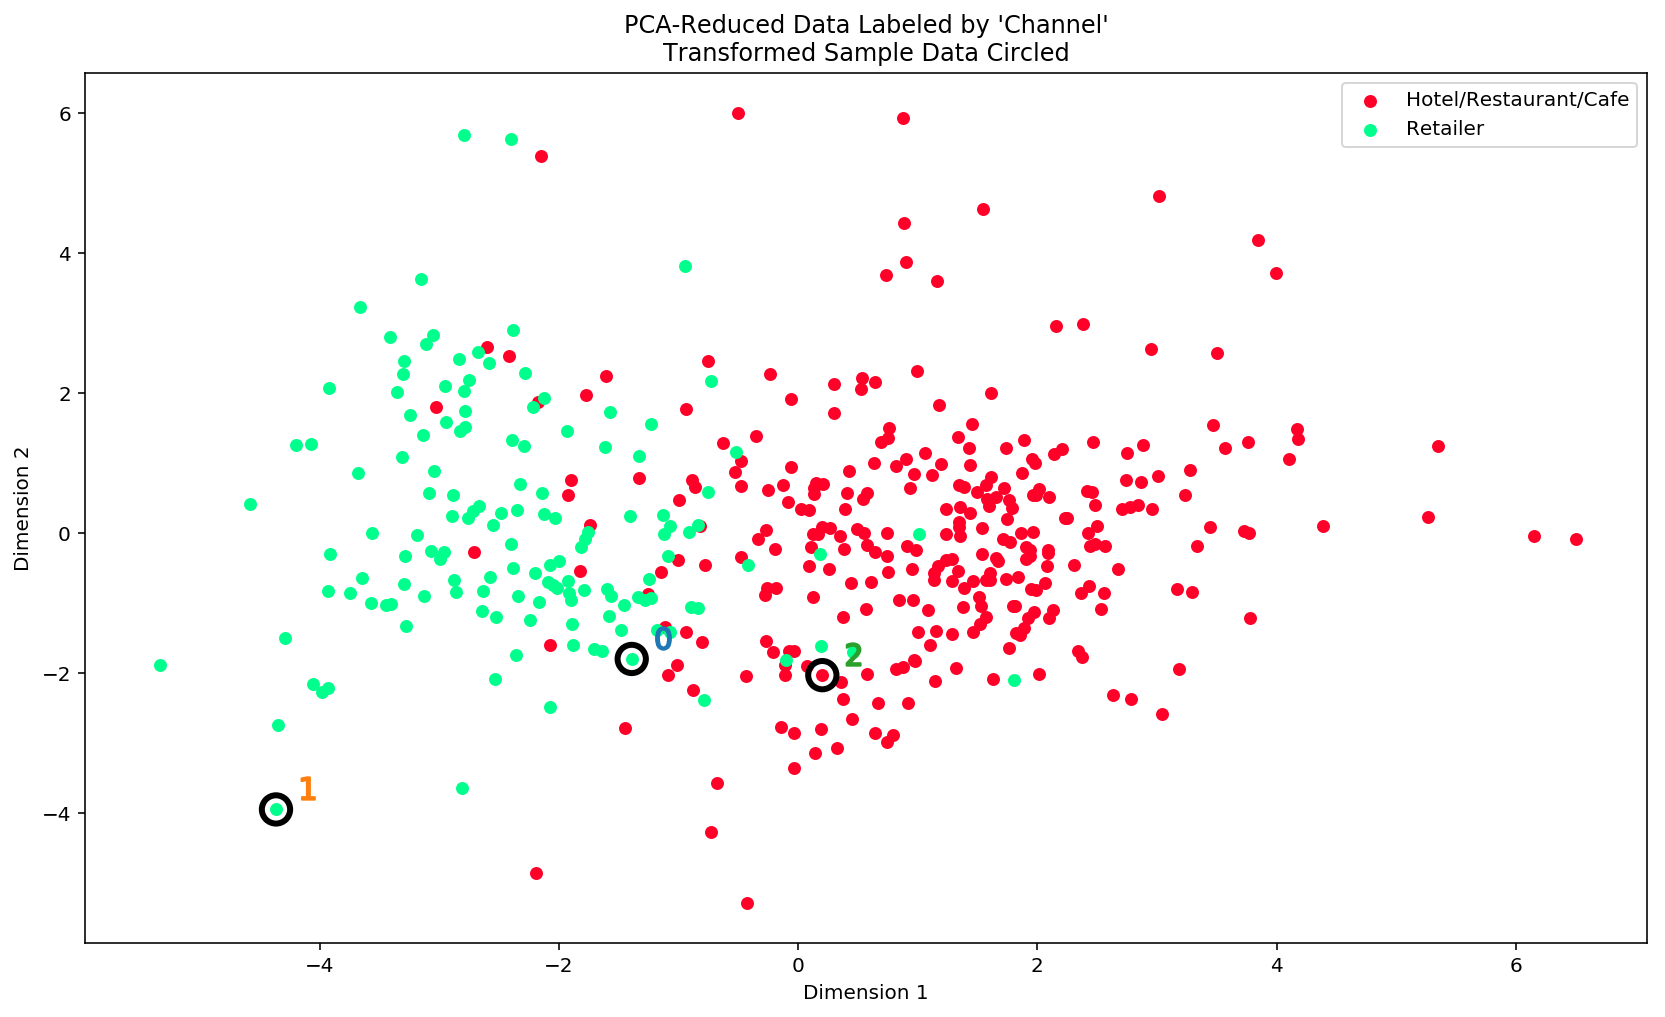 PCA-Reduced Data Labeled by 'Channel'
Transformed Sample Data Circled
Hotel/Restaurant/Cafe
Retailer
6
4
2
0
−2
−4
Dimension 2
0
2
1
−4
−2
0
2
4
6
Dimension 1